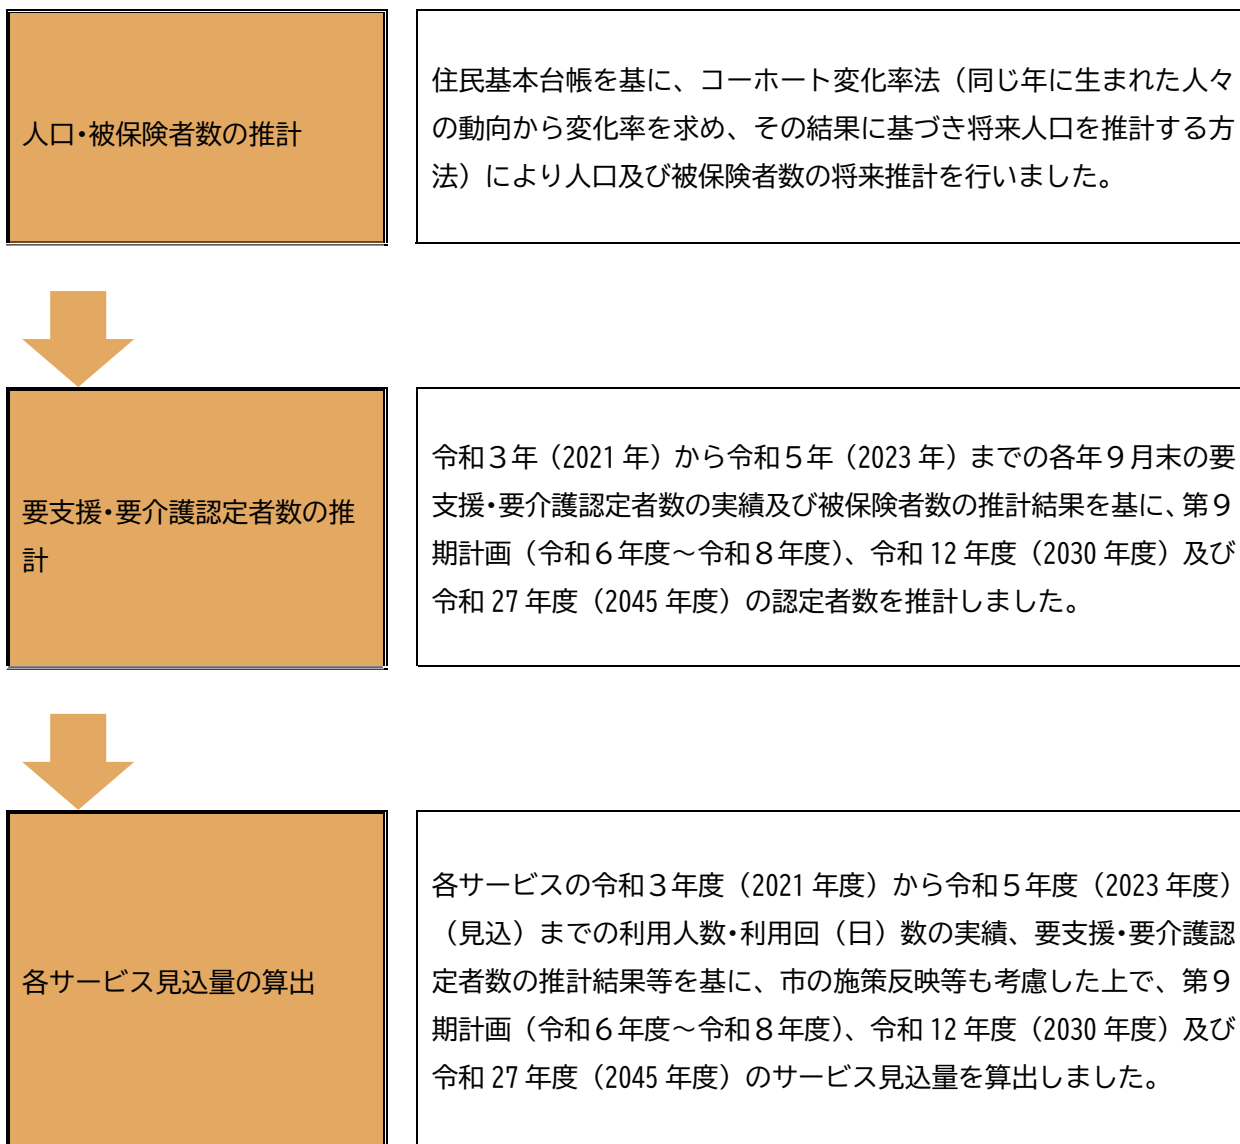 人口・被保険者数の推計
住民基本台帳を基に、コーホート変化率法（同じ年に生まれた人々
の動向から変化率を求め、その結果に基づき将来人口を推計する方
法）により人口及び被保険者数の将来推計を行いました。
要支援・要介護認定者数の推
計
令和３年（2021 年）から令和５年（2023 年）までの各年９月末の要
支援・要介護認定者数の実績及び被保険者数の推計結果を基に、第９
期計画（令和６年度～令和８年度）、令和 12 年度（2030 年度）及び
令和 27 年度（2045 年度）の認定者数を推計しました。
各サービス見込量の算出
各サービスの令和３年度（2021 年度）から令和５年度（2023 年度）
（見込）までの利用人数・利用回（日）数の実績、要支援・要介護認
定者数の推計結果等を基に、市の施策反映等も考慮した上で、第９
期計画（令和６年度～令和８年度）、令和 12 年度（2030 年度）及び
令和 27 年度（2045 年度）のサービス見込量を算出しました。